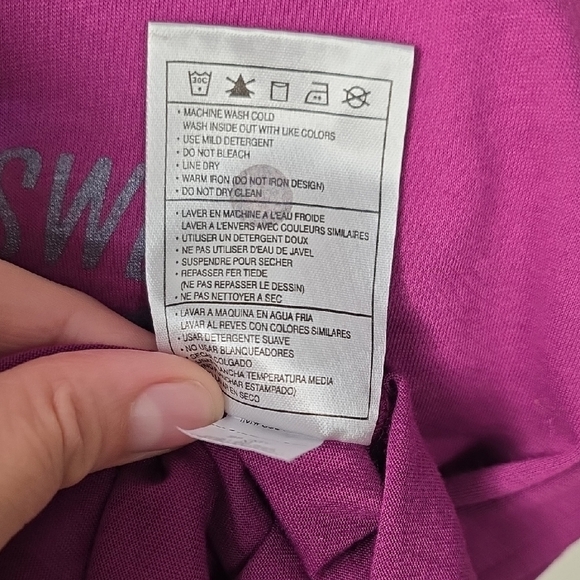 30C
• MACHINE WASH COLD
WASH INSIDE OUT WITH LIKE COLORS
• USE MILD DETERGENT
• DO NOT BLEACH
• LINE DRY
• WARM IRON (DO NOT IRON DESIGN)
• DO NOT DRY CLEAN
• LAVER EN MACHINE A L'EAU FROIDE
LAVER A L'ENVERS AVEC COULEURS SIMILAIRES
• UTILISER UN DETERGENT DOUX
• NE PAS UTILISER D'EAU DE JAVEL
• SUSPENDRE POUR SECHER
• REPASSER FER TIEDE
(NE PAS REPASSER LE DESSIN)
• NE PAS NETTOYER A SEC
• LAVAR A MAQUINA EN AGUA FRIA
LAVAR AL REVES CON COLORES SIMILARES
• USAR DETERGENTE SUAVE
• NO USAR BLANQUEADORES
COLGADO
TEMPERATURA MEDIA
ESTAMPADO)
EN SECO
SW